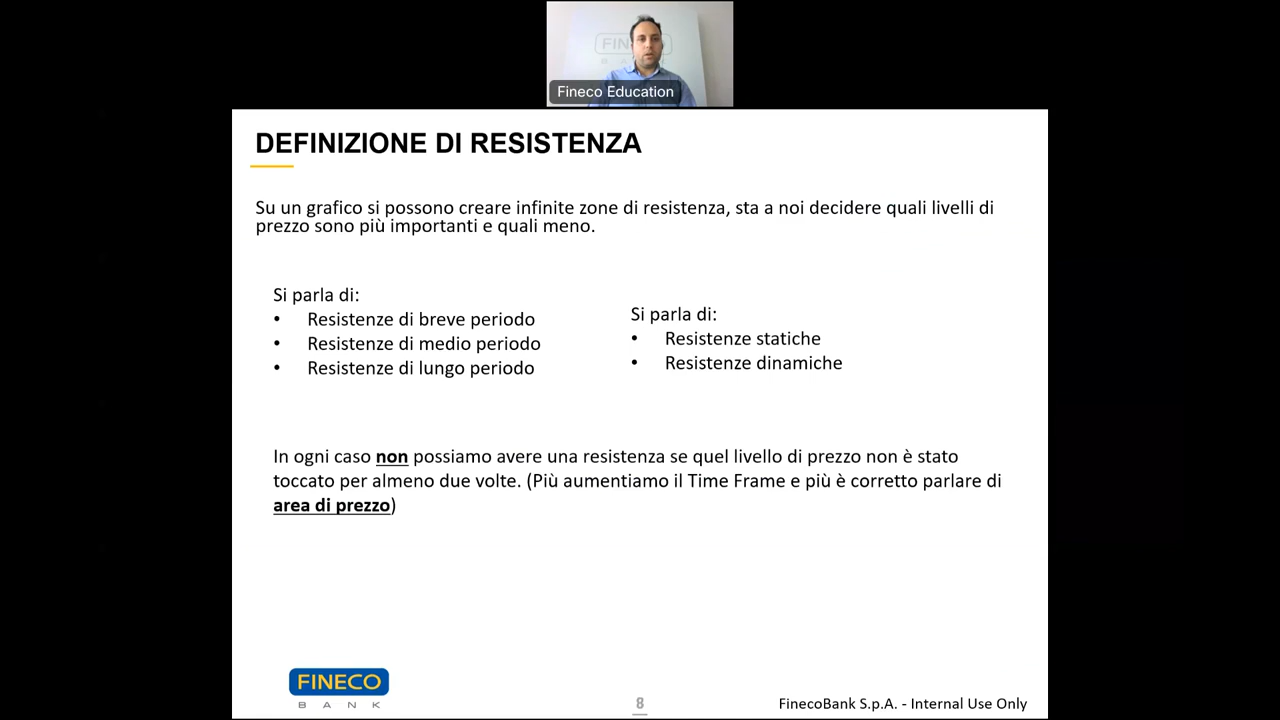 FINECO
BANK
Fineco Education
DEFINIZIONE DI RESISTENZA
Su un grafico si possono creare infinite zone di resistenza, sta a noi decidere quali livelli di
prezzo sono più importanti e quali meno.
Si parla di:
• Resistenze di breve periodo
• Resistenze di medio periodo
• Resistenze di lungo periodo
Si parla di:
• Resistenze statiche
• Resistenze dinamiche
In ogni caso non possiamo avere una resistenza se quel livello di prezzo non è stato
toccato per almeno due volte. (Più aumentiamo il Time Frame e più è corretto parlare di
area di prezzo)
FINECO
BANK
8
FinecoBank S.p.A. - Internal Use Only